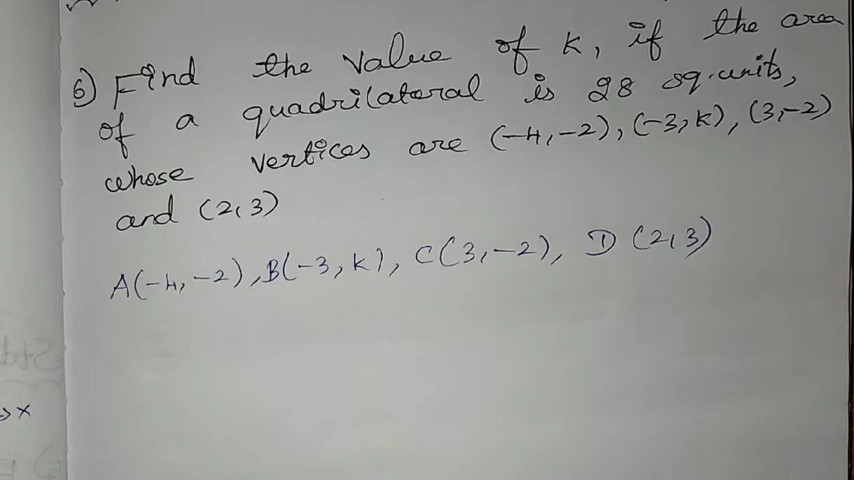 6) Find the value of K, if the area
of a quadrilateral is 28 sq.units,
whose vertices are (-4,-2), (-3, K), (3,-2)
and (2,3)
A(-4,-2), B(-3, K), C(3,-2), D (2,3)
→ x